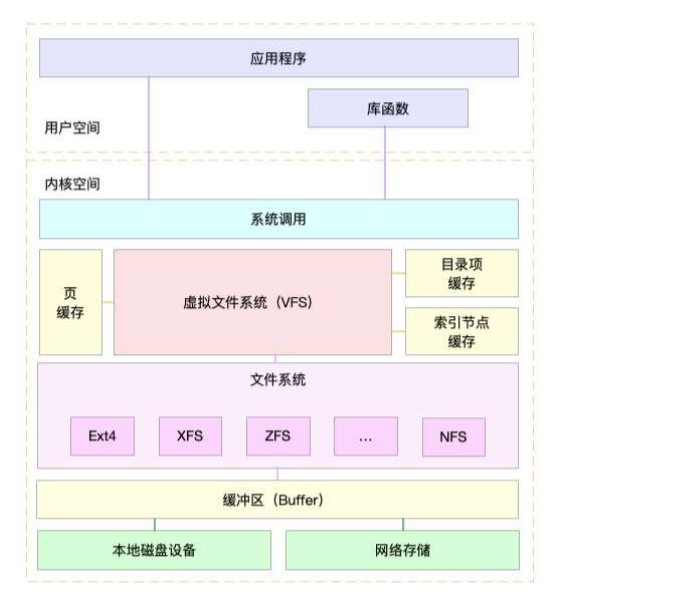 应用程序
库函数
用户空间
内核空间
系统调用
页
缓存
虚拟文件系统（VFS）
目录项
缓存
索引节点
缓存
文件系统
Ext4
XFS
ZFS
...
NFS
缓冲区（Buffer）
本地磁盘设备
网络存储